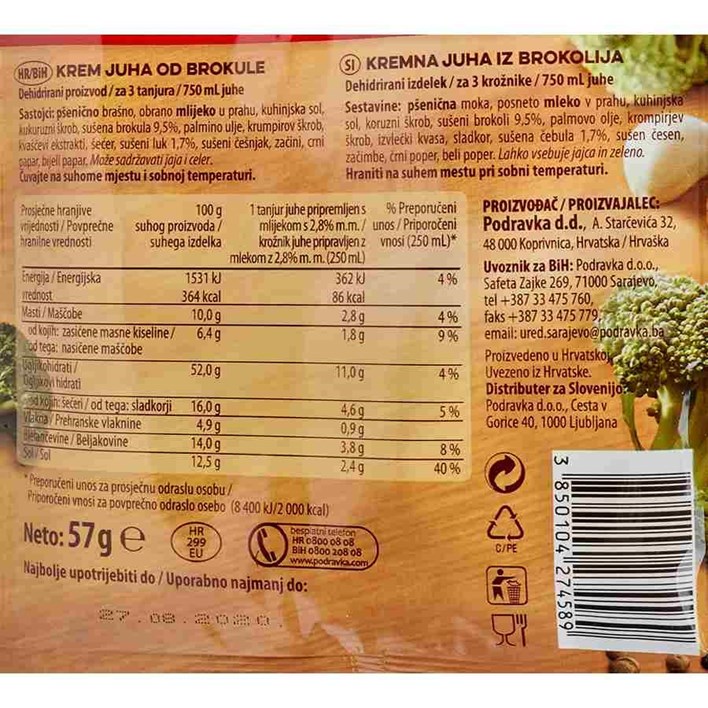 HR/BiH KREM JUHA OD BROKULE
Dehidrirani proizvod / za 3 tanjura / 750 mL juhe
Sastojci: pšenično brašno, obrano mlijeko u prahu, kuhinjska sol,
kukuruzni škrob, sušena brokula 9,5%, palmino ulje, krumpirov škrob,
kvaščevi ekstrakti, šećer, sušeni luk 1,7%, sušeni češnjak, začini, crni
papar, bijeli papar. Može sadržavati jaja i celer.
Čuvajte na suhome mjestu i sobnoj temperaturi.
SI KREMNA JUHA IZ BROKOLIJA
Dehidrirani izdelek / za 3 krožnike / 750 mL juhe
Sestavine: pšenična moka, posneto mleko v prahu, kuhinjska
sol, koruzni škrob, sušeni brokoli 9,5%, palmovo olje, krompirjev
škrob, izvlečki kvasa, sladkor, sušena čebula 1,7%, sušen česen,
začimbe, črni poper, beli poper. Lahko vsebuje jajca in zeleno.
Hraniti na suhem mestu pri sobni temperaturi.
Prosječne hranjive
vrijednosti / Povprečne
hranilne vrednosti
100 g
suhog proizvoda /
suhega izdelka
1 tanjur juhe pripremljen s
mlijekom s 2,8% m.m. /
krožnik juhe pripravljen z
mlekom z 2,8% m. m. (250 mL)
% Preporučeni
unos / Priporočeni
vnosi (250 mL)*
Energija / Energijska 1531 kJ 362 kJ 4 %
vrednost 364 kcal 86 kcal
Masti / Maščobe 10,0 g 2,8 g 4 %
od kojih: zasićene masne kiseline / 6,4 g 1,8 g 9 %
od tega: nasičene maščobe
Ugljikohidrati / 52,0 g 11,0 g 4 %
Ogljikovi hidrati
od kojih: šećeri / od tega: sladkorji 16,0 g 4,6 g 5 %
Vlakna / Prehranske vlaknine 4,9 g 0,9 g
Bjelančevine / Beljakovine 14,0 g 3,8 g 8 %
Sol / Sol 12,5 g 2,4 g 40 %
*Preporučeni unos za prosječnu odraslu osobu /
Priporočeni vnosi za povprečno odraslo osebo (8 400 kJ/2 000 kcal)
PROIZVOĐAČ / PROIZVAJALEC:
Podravka d.d., A. Starčevića 32,
48 000 Koprivnica, Hrvatska / Hrvaška
Uvoznik za BiH: Podravka d.o.o.,
Safeta Zajke 269, 71000 Sarajevo,
tel +387 33 475 760,
faks +387 33 475 779,
email: ured.sarajevo@podravka.ba
Proizvedeno u Hrvatskoj
Uvezeno iz Hrvatske.
Distributer za Slovenijo:
Podravka d.o.o., Cesta v
Gorice 40, 1000 Ljubljana
Neto: 57 g e
HR
299
EU
besplatni telefon
HR 0800 08 08
BiH 0800 208 08
www.podravka.com
Najbolje upotrijebiti do / Uporabno najmanj do:
27.08.2020.
C/PE
3 850104 274589